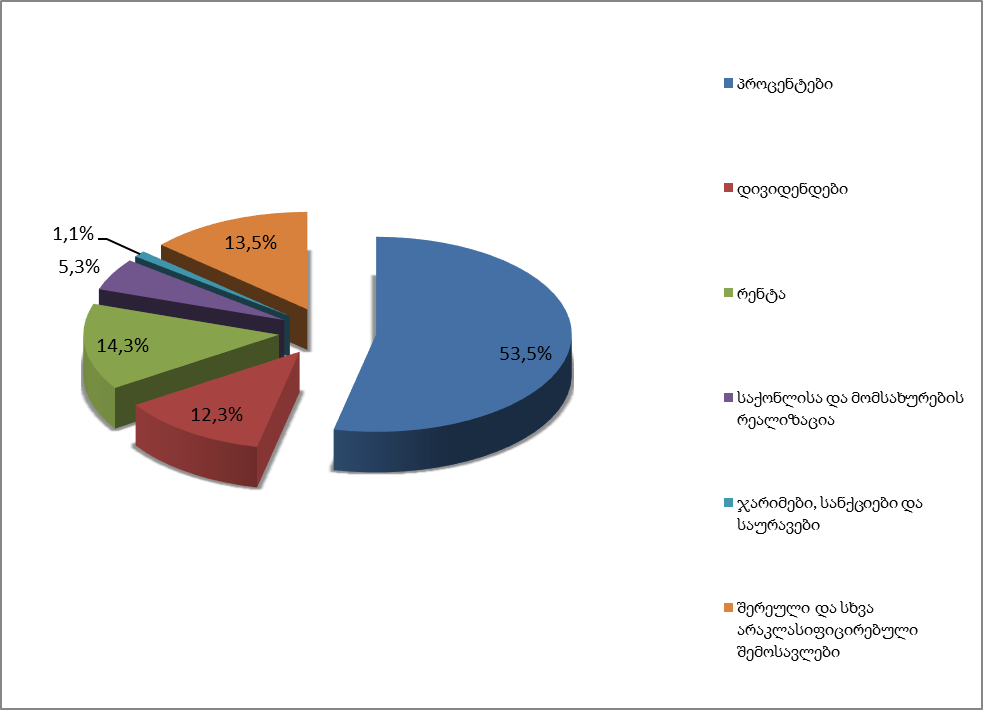 1,1%
5,3%
14,3%
12,3%
13,5%
53,5%
პროცენტები
დივიდენდები
რენტა
საქონლისა და მომსახურების
რეალიზაცია
ჯარიმები, სანქციები და
საურავები
შერეული და სხვა
არაკლასიფიცირებული
შემოსავლები